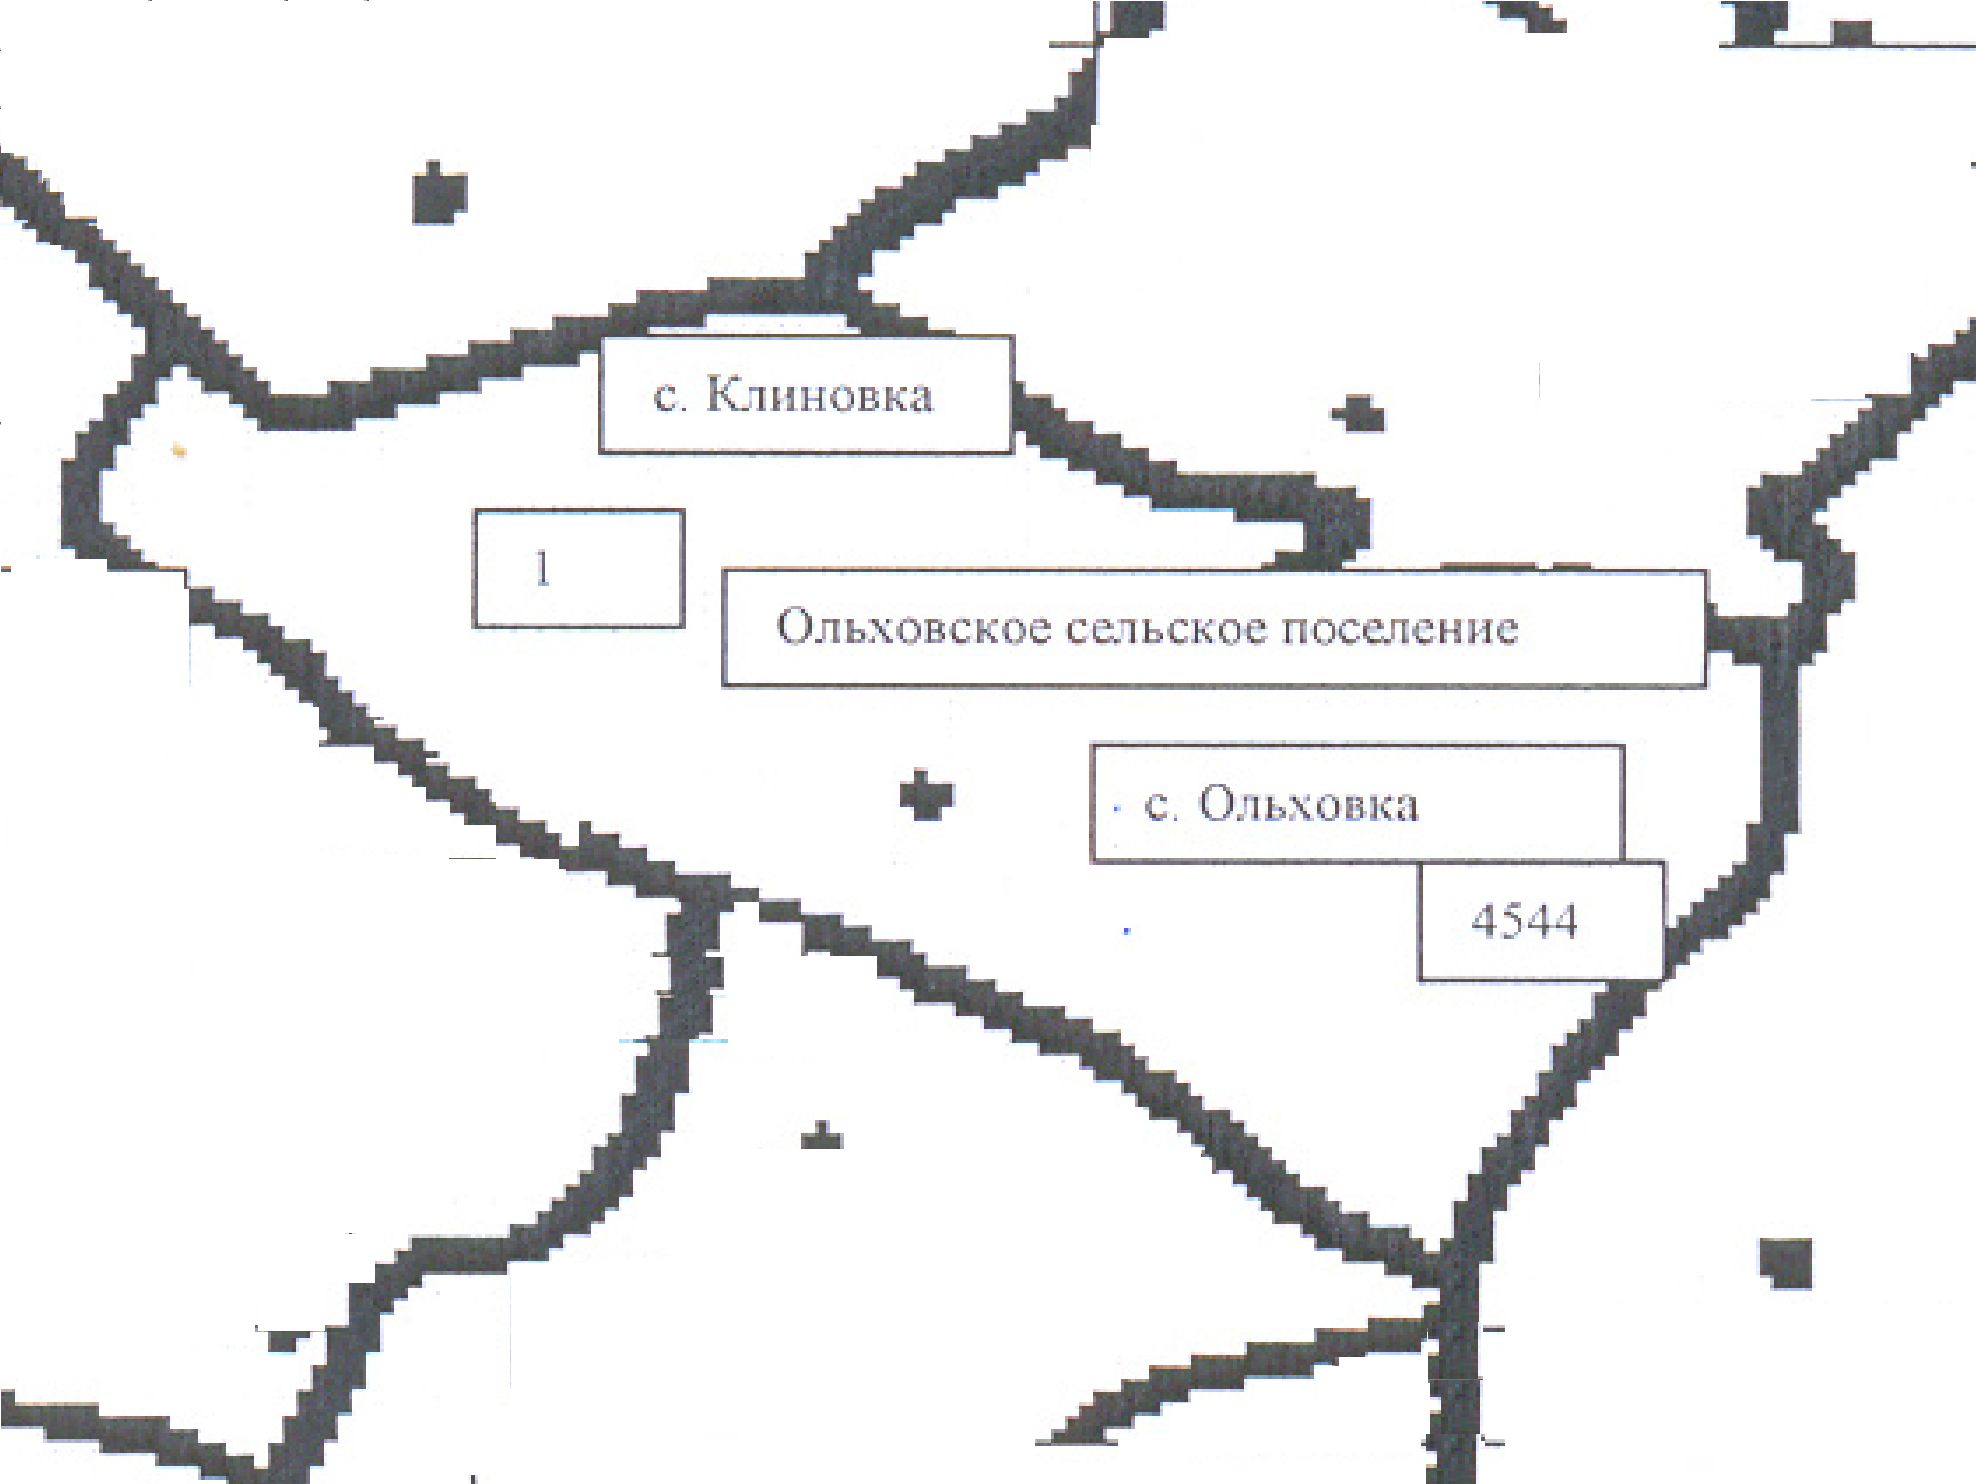 с. Клиновка
1
Ольховское сельское поселение
с. Ольховка
4544